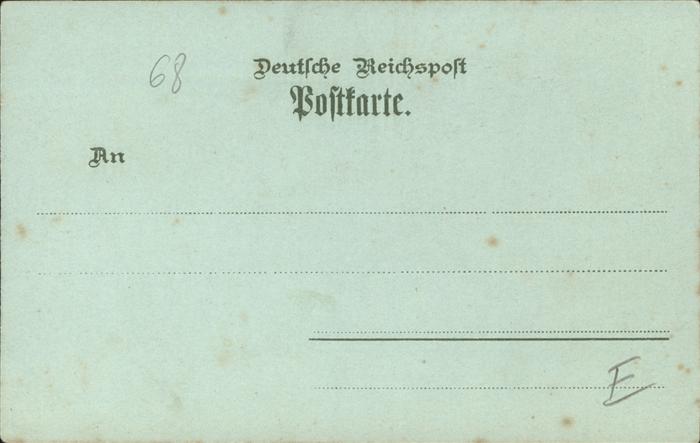 68
Deutsche Reichspost
Postkarte.
An
E